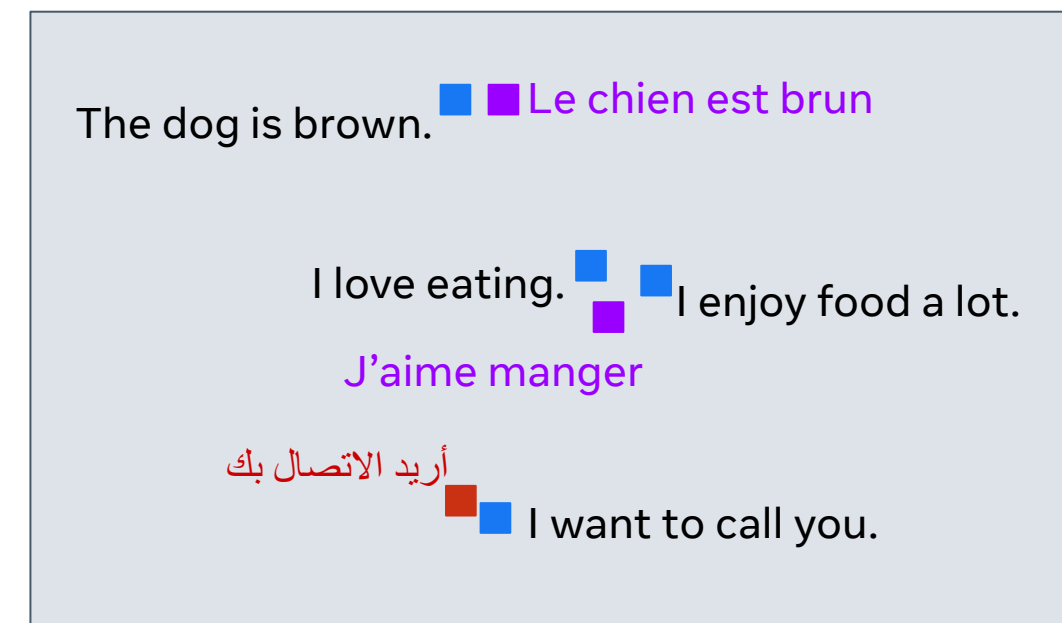 The dog is brown.
Le chien est brun
I love eating.
I enjoy food a lot.
J’aime manger
أريد الاتصال بك
I want to call you.